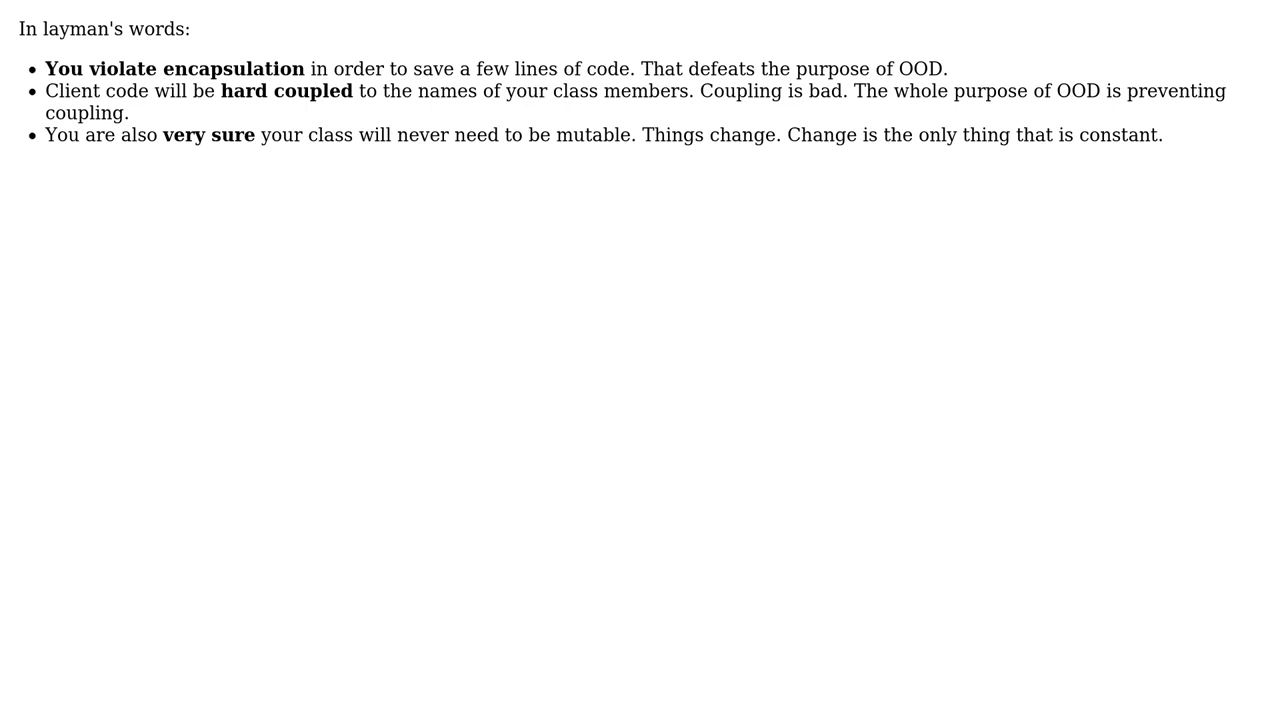 In layman's words:
• You violate encapsulation in order to save a few lines of code. That defeats the purpose of OOD.
• Client code will be hard coupled to the names of your class members. Coupling is bad. The whole purpose of OOD is preventing
coupling.
• You are also very sure your class will never need to be mutable. Things change. Change is the only thing that is constant.